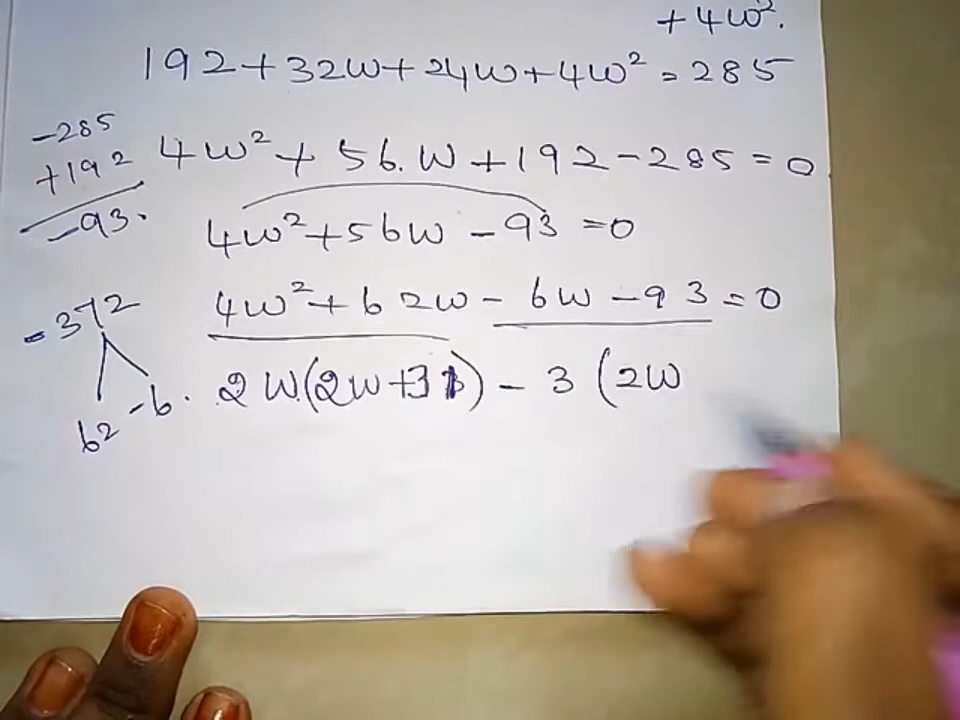 + 4w².
192 + 32w + 24w + 4w² = 285
-285
+192
-93.
4w² + 56.w + 192 - 285 = 0
4w² + 56w - 93 = 0
-372
62 -6.
4w² + 62w - 6w - 93 = 0
2w(2w + 31) - 3 (2w